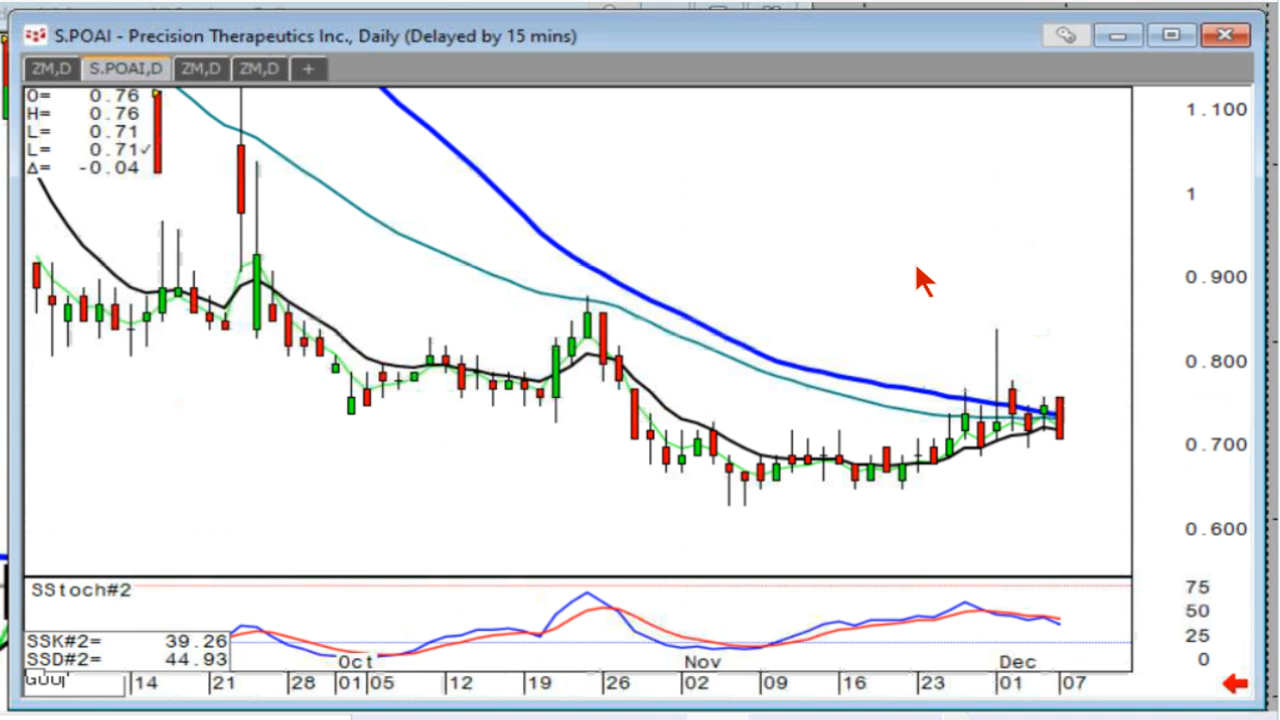 S.POAI - Precision Therapeutics Inc., Daily (Delayed by 15 mins)
ZM,D S.POAI,D ZM,D ZM,D +
O= 0.76
H= 0.76
L= 0.71
L= 0.71✓
Δ= -0.04
1.100
1
0.900
0.800
0.700
0.600
SStoch#2
75
50
25
0
SSK#2= 39.26
SSD#2= 44.93
Oct Nov Dec
14 21 28 01 05 12 19 26 02 09 16 23 01 07